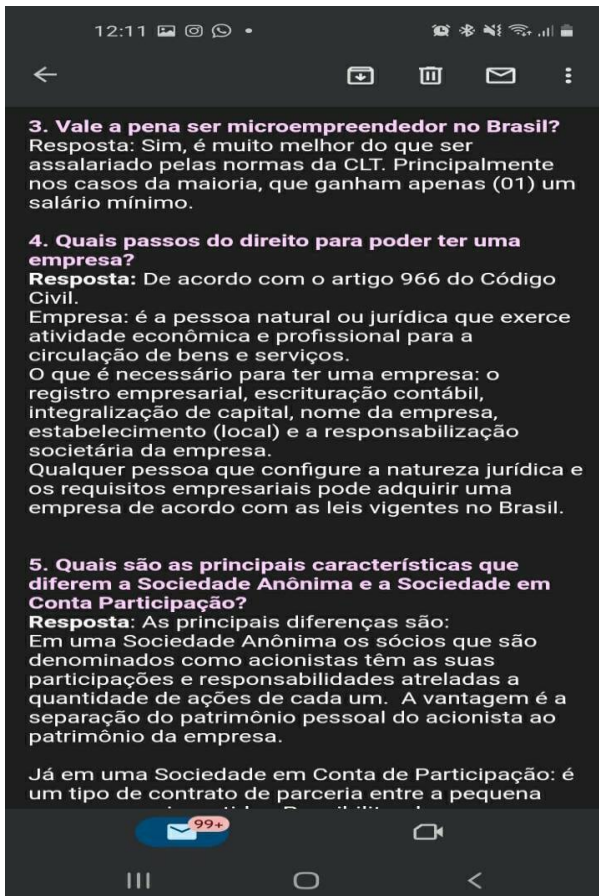 12:11
3. Vale a pena ser microempreendedor no Brasil?
Resposta: Sim, é muito melhor do que ser
assalariado pelas normas da CLT. Principalmente
nos casos da maioria, que ganham apenas (01) um
salário mínimo.
4. Quais passos do direito para poder ter uma
empresa?
Resposta: De acordo com o artigo 966 do Código
Civil.
Empresa: é a pessoa natural ou jurídica que exerce
atividade econômica e profissional para a
circulação de bens e serviços.
O que é necessário para ter uma empresa: o
registro empresarial, escrituração contábil,
integralização de capital, nome da empresa,
estabelecimento (local) e a responsabilização
societária da empresa.
Qualquer pessoa que configure a natureza jurídica e
os requisitos empresariais pode adquirir uma
empresa de acordo com as leis vigentes no Brasil.
5. Quais são as principais características que
diferem a Sociedade Anônima e a Sociedade em
Conta Participação?
Resposta: As principais diferenças são:
Em uma Sociedade Anônima os sócios que são
denominados como acionistas têm as suas
participações e responsabilidades atreladas a
quantidade de ações de cada um. A vantagem é a
separação do patrimônio pessoal do acionista ao
patrimônio da empresa.
Já em uma Sociedade em Conta de Participação: é
um tipo de contrato de parceria entre a pequena
99+